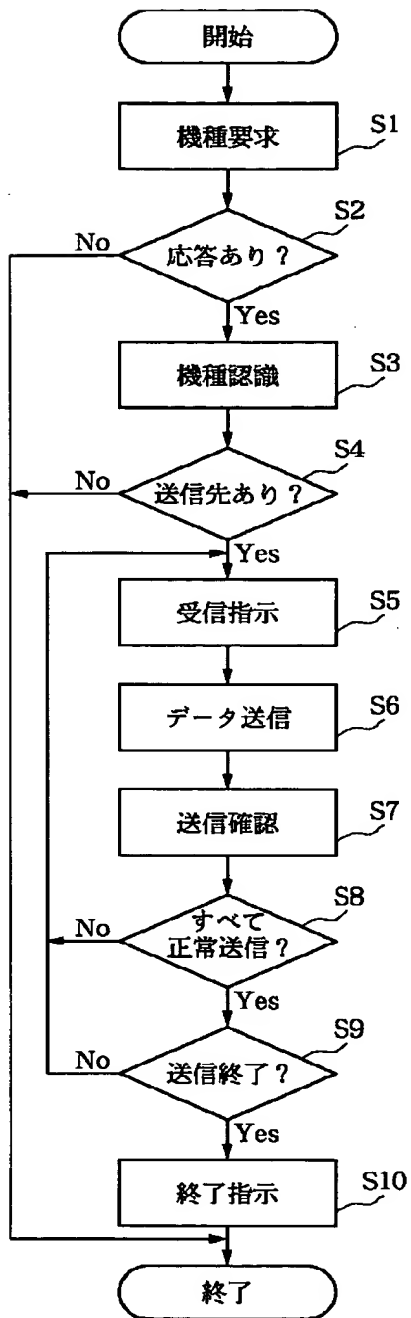 開始
機種要求
S1
応答あり？
S2
No
Yes
機種認識
S3
送信先あり？
S4
No
Yes
受信指示
S5
データ送信
S6
送信確認
S7
すべて
正常送信？
S8
No
Yes
送信終了？
S9
No
Yes
終了指示
S10
終了